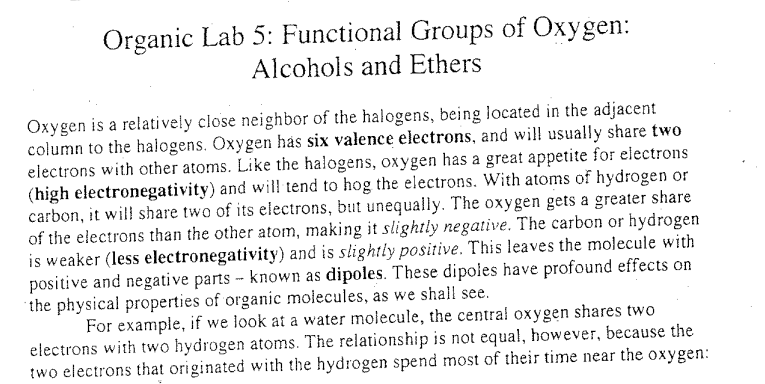 Organic Lab 5: Functional Groups of Oxygen:
Alcohols and Ethers
Oxygen is a relatively close neighbor of the halogens, being located in the adjacent
column to the halogens. Oxygen has six valence electrons, and will usually share two
electrons with other atoms. Like the halogens, oxygen has a great appetite for electrons
(high electronegativity) and will tend to hog the electrons. With atoms of hydrogen or
carbon, it will share two of its electrons, but unequally. The oxygen gets a greater share
of the electrons than the other atom, making it slightly negative. The carbon or hydrogen
is weaker (less electronegativity) and is slightly positive. This leaves the molecule with
positive and negative parts – known as dipoles. These dipoles have profound effects on
the physical properties of organic molecules, as we shall see.
For example, if we look at a water molecule, the central oxygen shares two
electrons with two hydrogen atoms. The relationship is not equal, however, because the
two electrons that originated with the hydrogen spend most of their time near the oxygen: